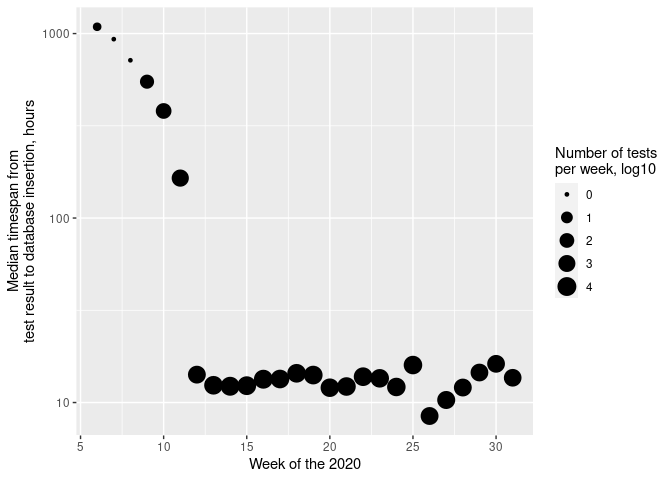 1000
100
10
5
10
15
20
25
30
Week of the 2020
Median timespan from
test result to database insertion, hours
Number of tests
per week, log10
0
1
2
3
4